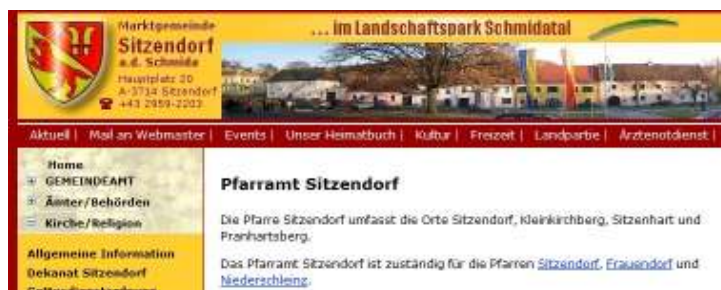 Marktgemeinde
Sitzendorf
a.d. Schmida
Hauptplatz 20
A-3714 Sitzendorf
+43 2959-2203
... im Landschaftspark Schmidatal
Aktuell | Mail an Webmaster | Events | Unser Heimatbuch | Kultur | Freizeit | Landpartie | Ärztenotdienst |
Home
GEMEINDEAMT
Ämter/Behörden
Kirche/Religion
Allgemeine Information
Dekanat Sitzendorf
Pfarramt Sitzendorf
Die Pfarre Sitzendorf umfasst die Orte Sitzendorf, Kleinkirchberg, Sitzenhart und
Pranhartsberg.
Das Pfarramt Sitzendorf ist zuständig für die Pfarren Sitzendorf, Frauendorf und
Niederschleinz.